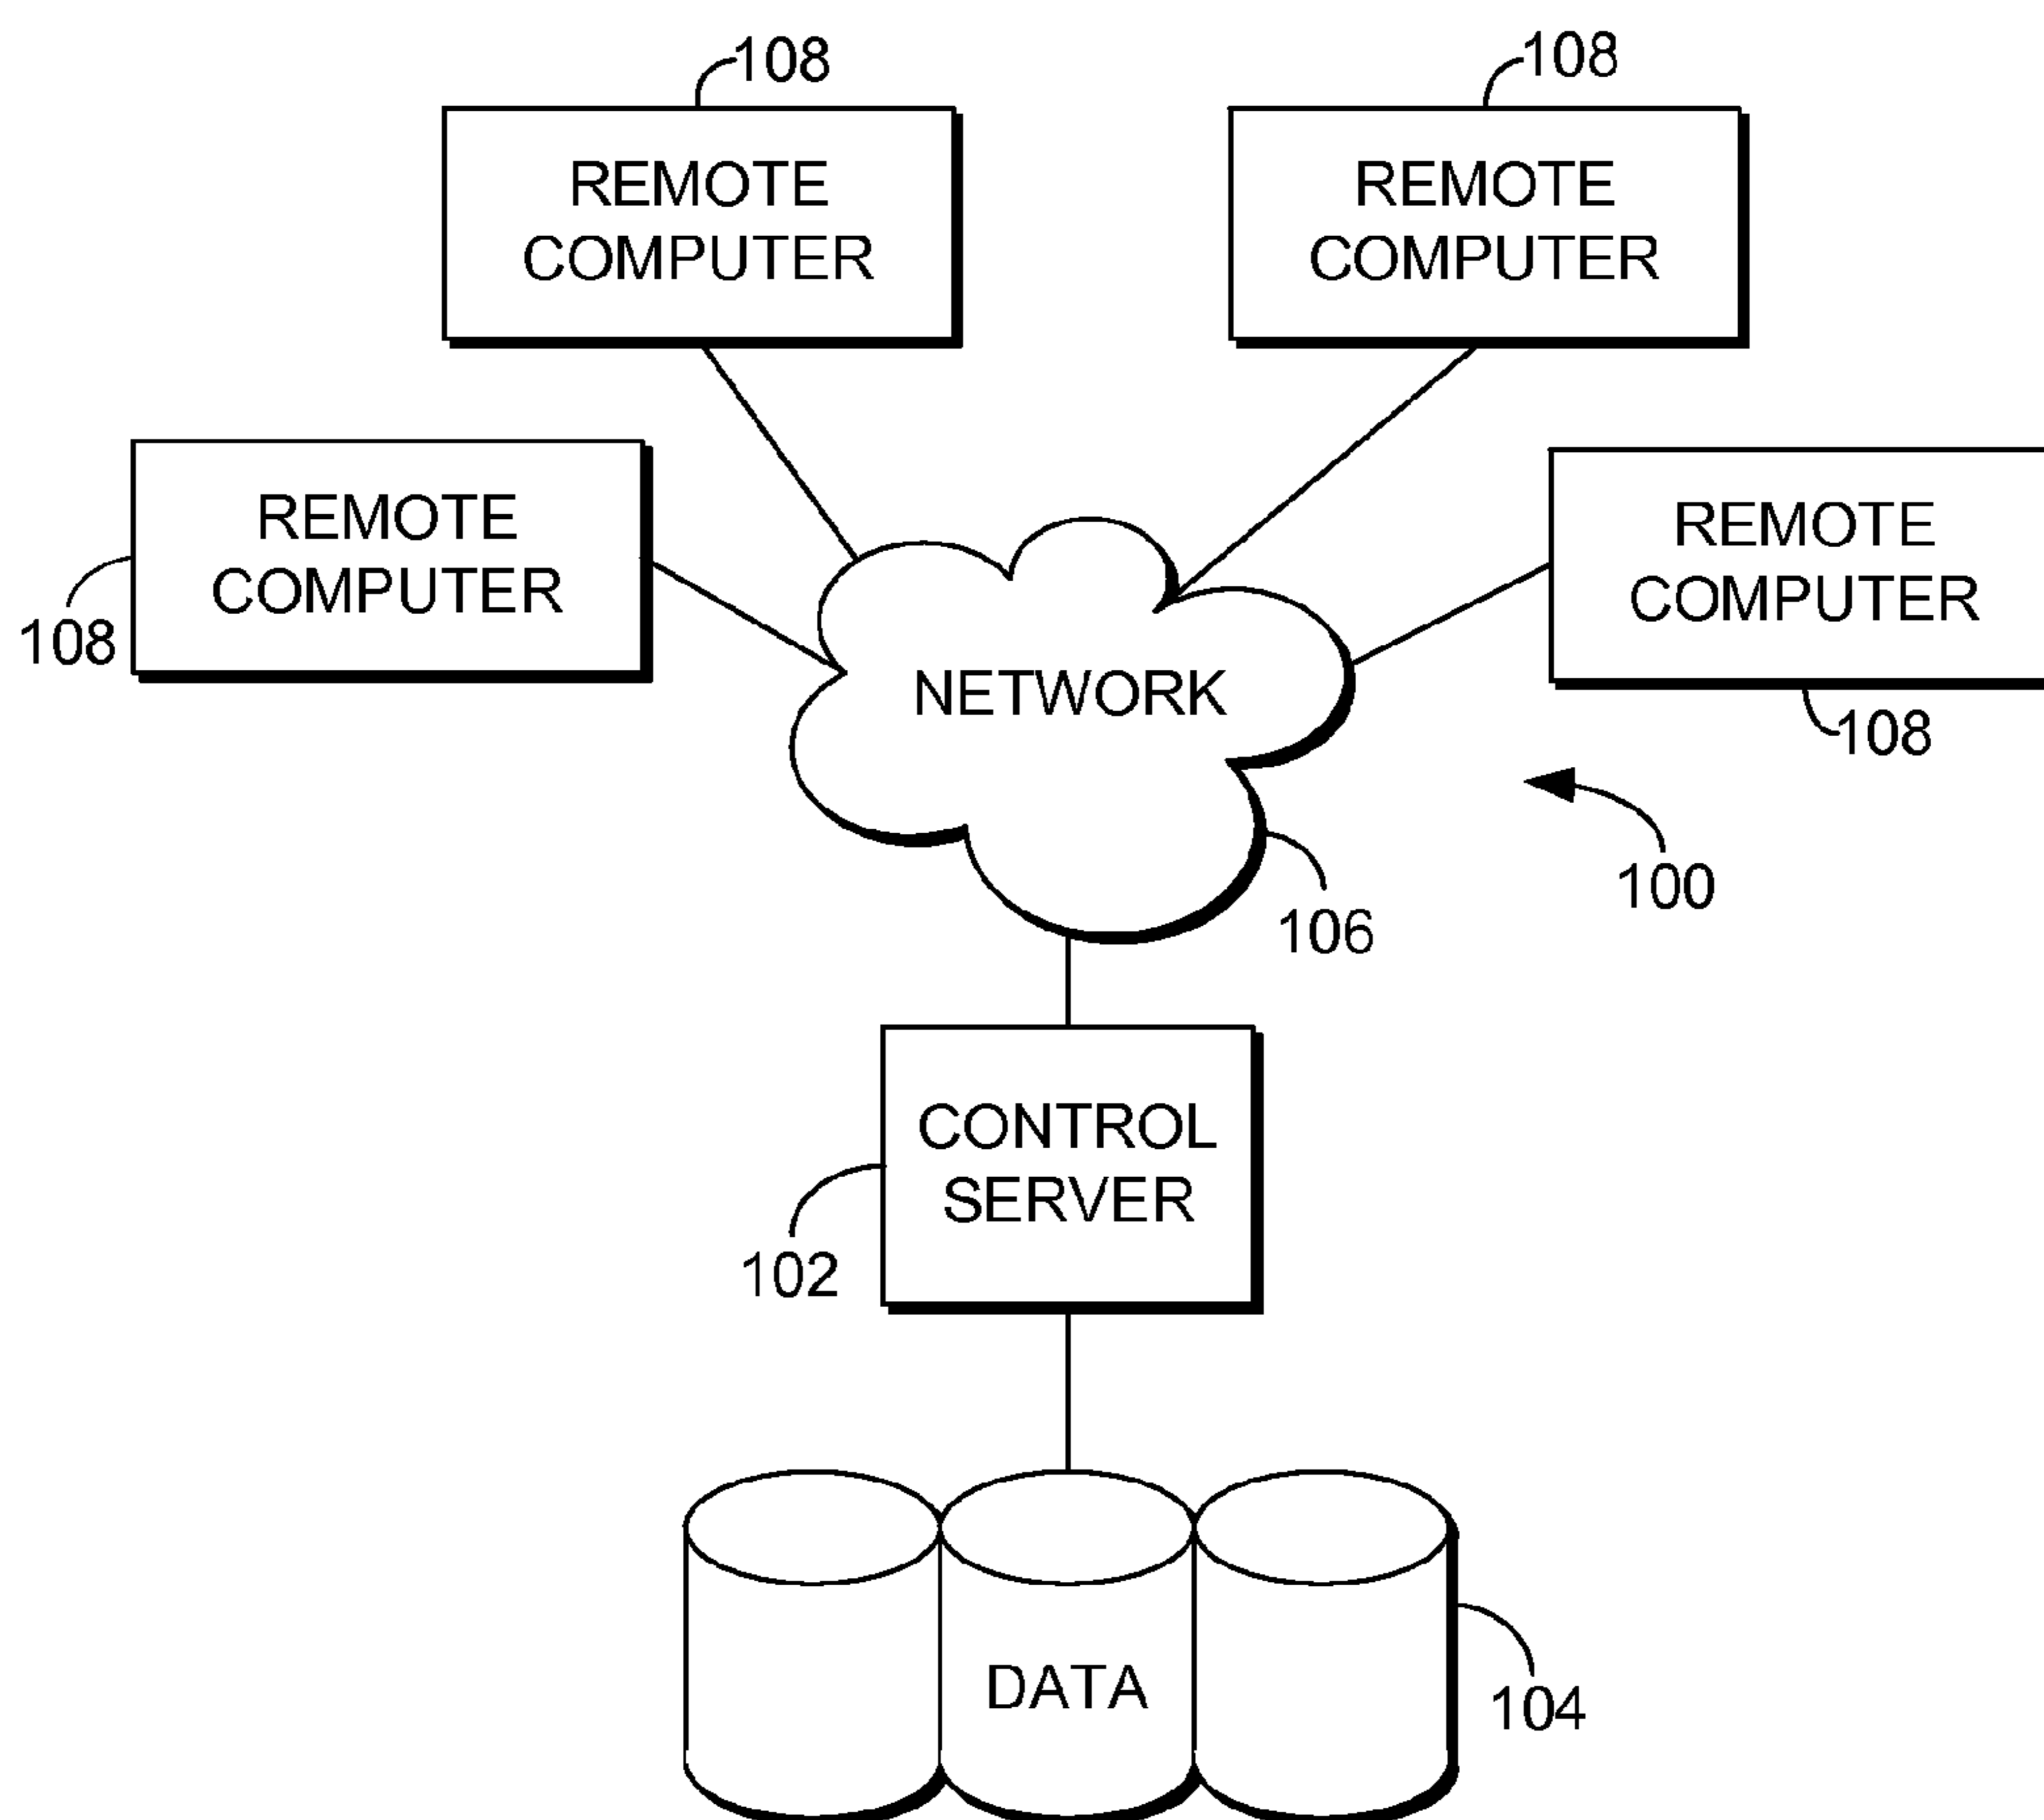 108
108
REMOTE
COMPUTER
REMOTE
COMPUTER
REMOTE
COMPUTER
REMOTE
COMPUTER
108
NETWORK
108
100
106
CONTROL
SERVER
102
DATA
104